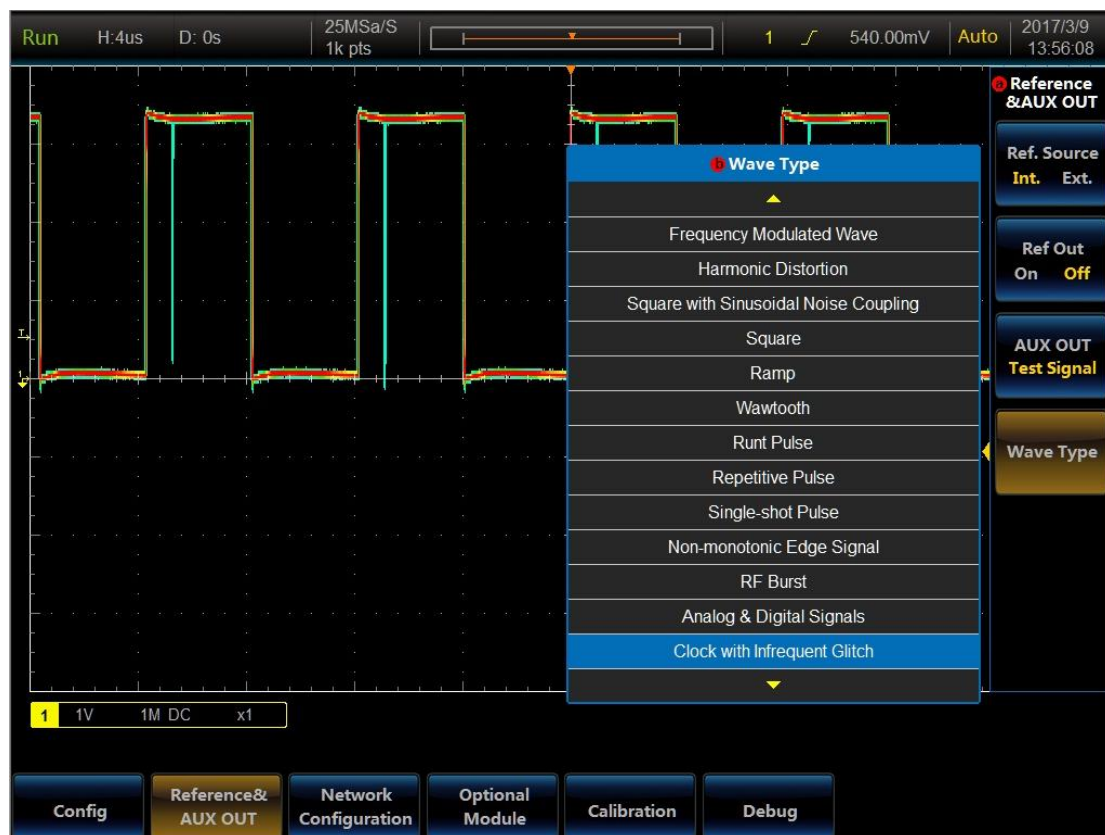 Run H:4us D: 0s 25MSa/S 1 540.00mV Auto 2017/3/9
1k pts 13:56:08
a Reference
&AUX OUT
Ref. Source
Int. Ext.
Ref Out
On Off
AUX OUT
Test Signal
Wave Type
b Wave Type
Frequency Modulated Wave
Harmonic Distortion
Square with Sinusoidal Noise Coupling
Square
Ramp
Wawtooth
Runt Pulse
Repetitive Pulse
Single-shot Pulse
Non-monotonic Edge Signal
RF Burst
Analog & Digital Signals
Clock with Infrequent Glitch
T
1
1 1V 1M DC x1
Config
Reference&
AUX OUT
Network
Configuration
Optional
Module
Calibration
Debug